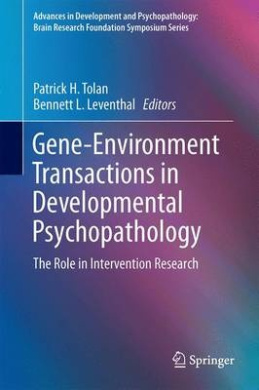 Advances in Development and Psychopathology:
Brain Research Foundation Symposium Series
Patrick H. Tolan
Bennett L. Leventhal Editors
Gene-Environment
Transactions in
Developmental
Psychopathology
The Role in Intervention Research
Springer